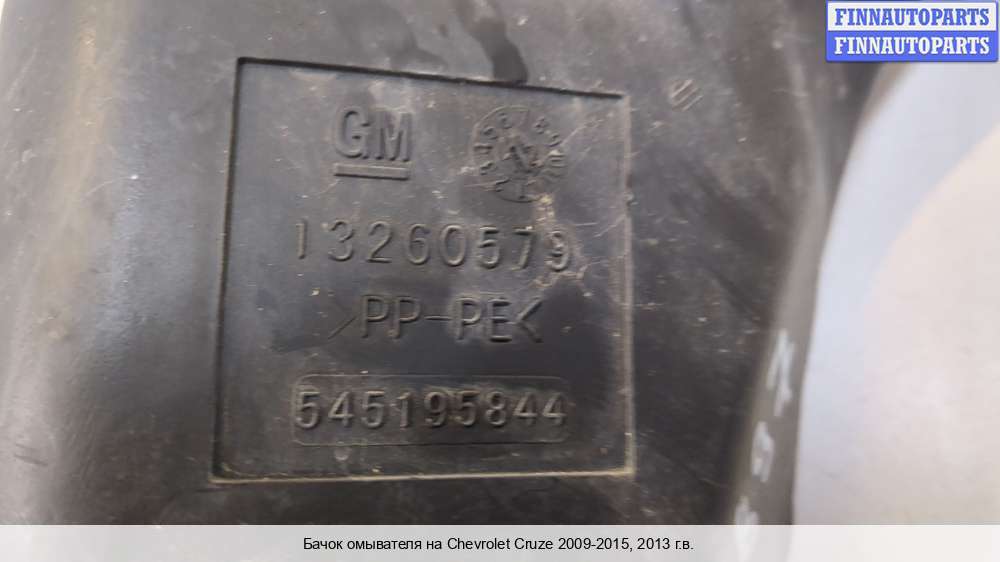 FINNAUTOPARTS
FINNAUTOPARTS
GM
13260579
>PP-PE<
545195844
Бачок омывателя на Chevrolet Cruze 2009-2015, 2013 г.в.